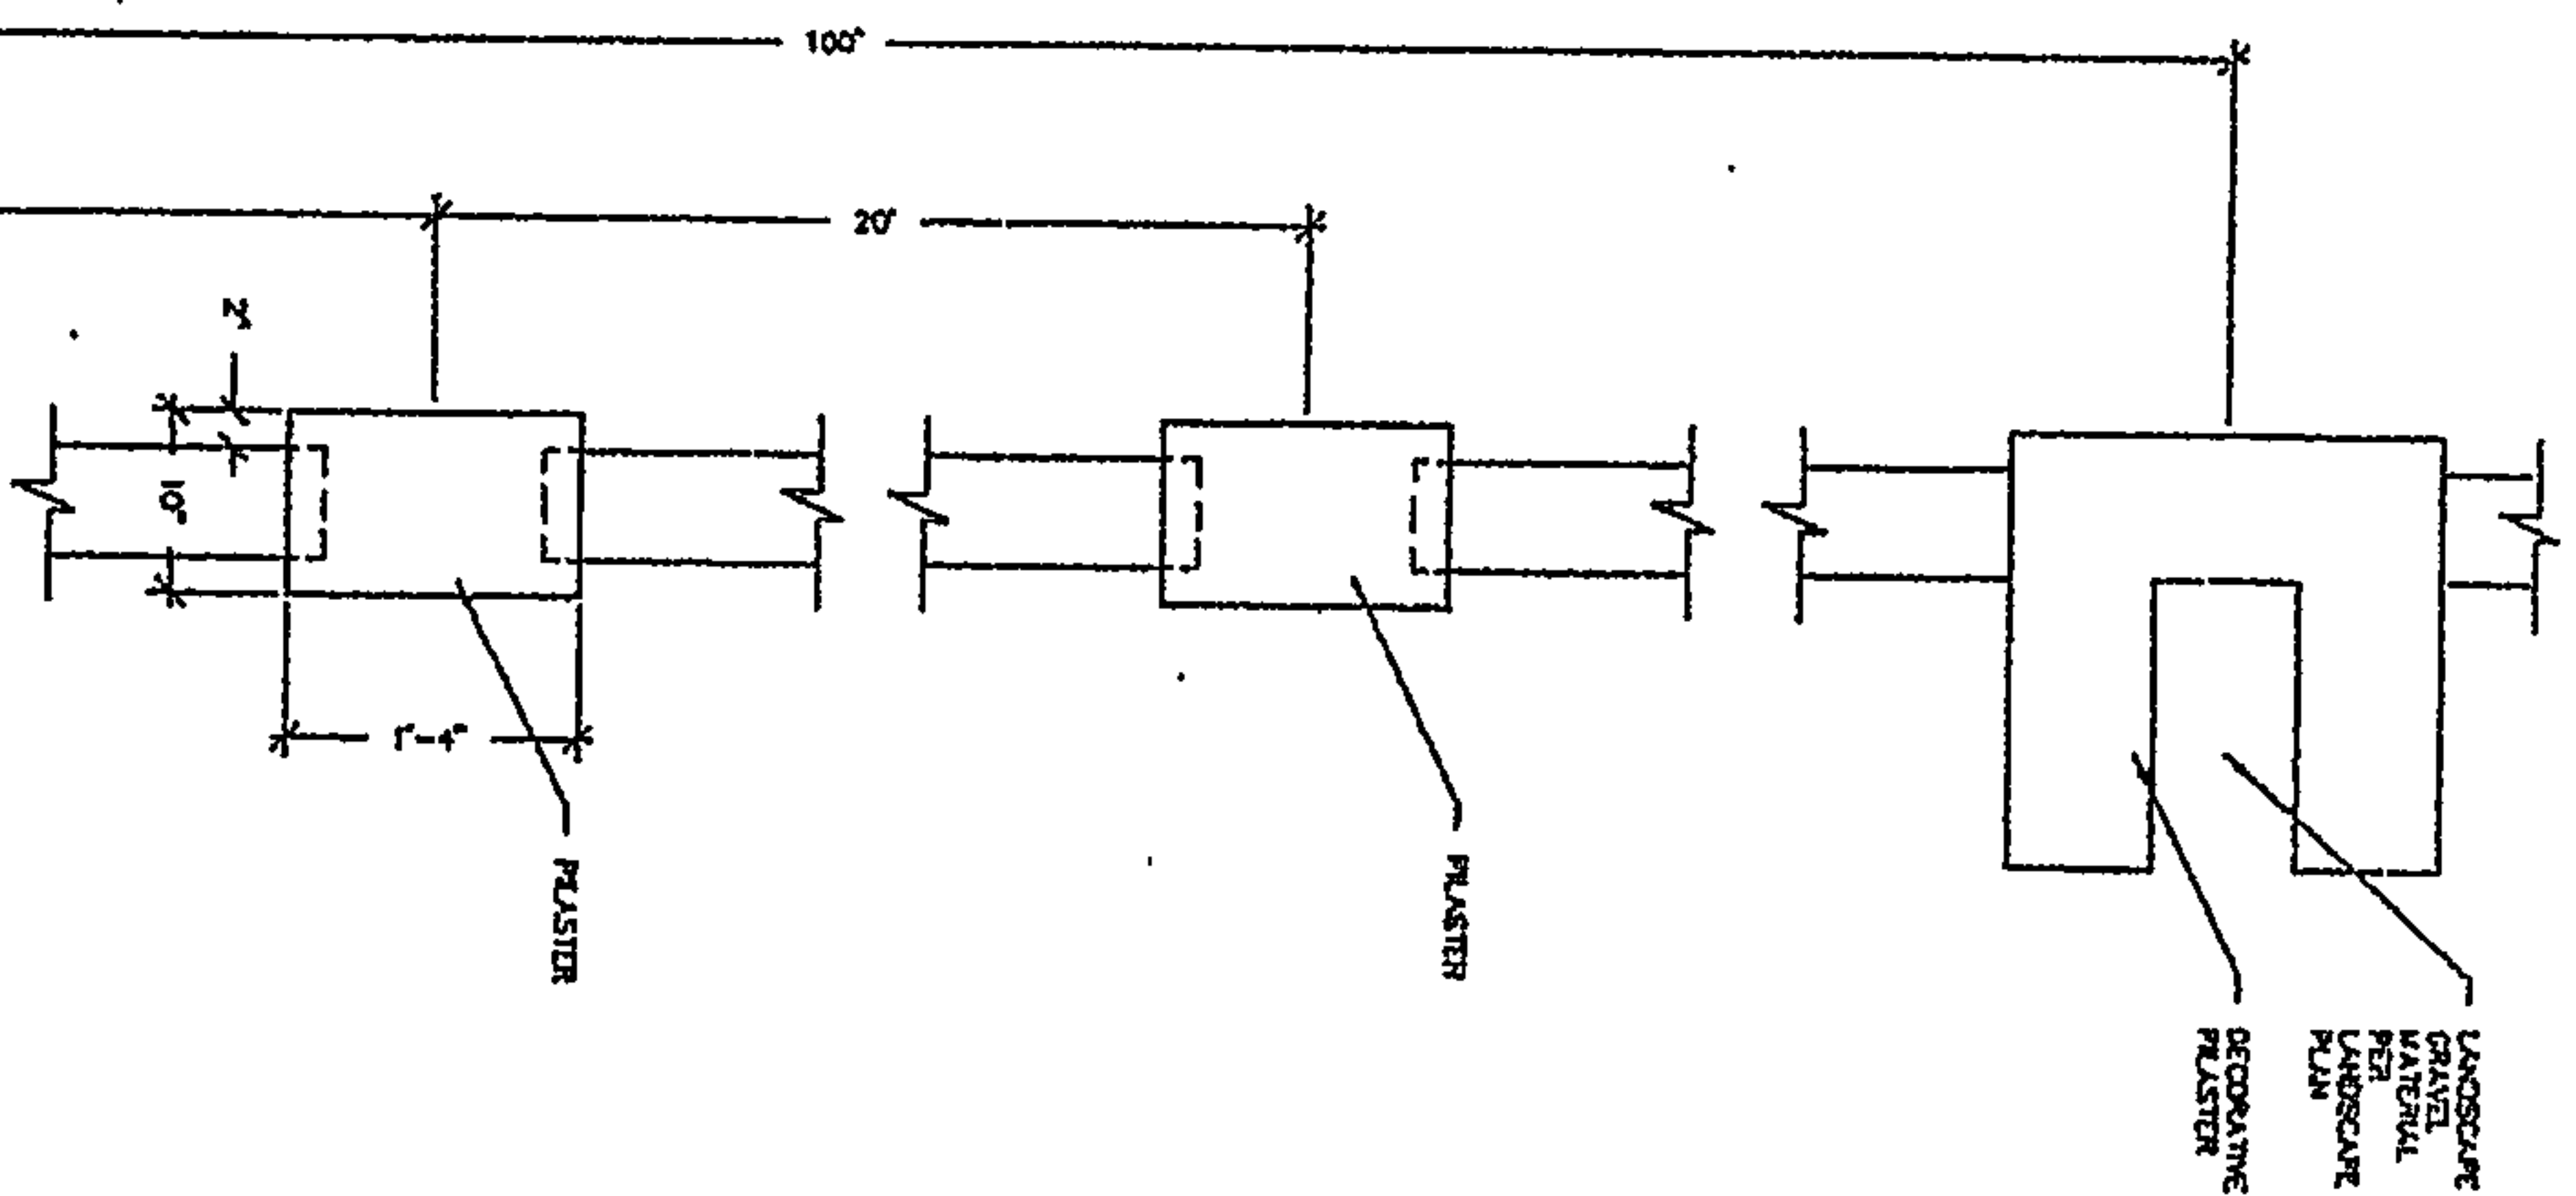 100'
20'
2"
10"
1'-4"
PILASTER
PILASTER
DECORATIVE
PILASTER
LANDSCAPE
GRAVEL
MATERIAL
PER
LANDSCAPE
PLAN